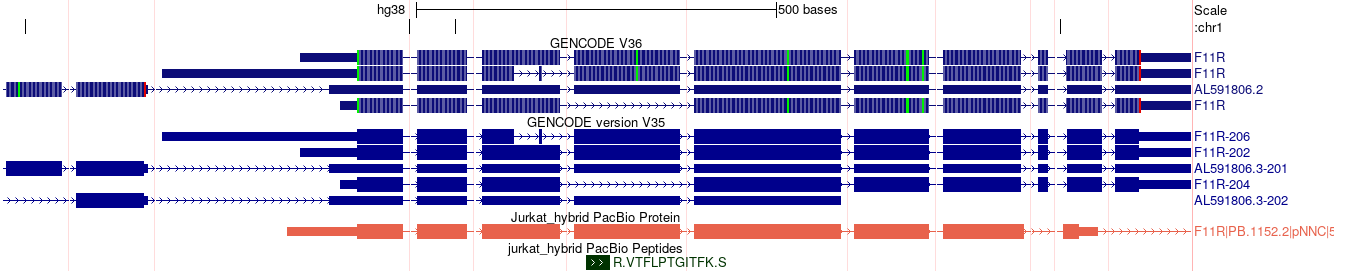 hg38 500 bases Scale
:chr1
GENCODE V36
F11R
F11R
AL591806.2
F11R
GENCODE version V35
F11R-206
F11R-202
AL591806.3-201
F11R-204
AL591806.3-202
Jurkat_hybrid PacBio Protein
F11R|PB.1152.2|pNNC|5
jurkat_hybrid PacBio Peptides
R.VTFLPTGITFK.S